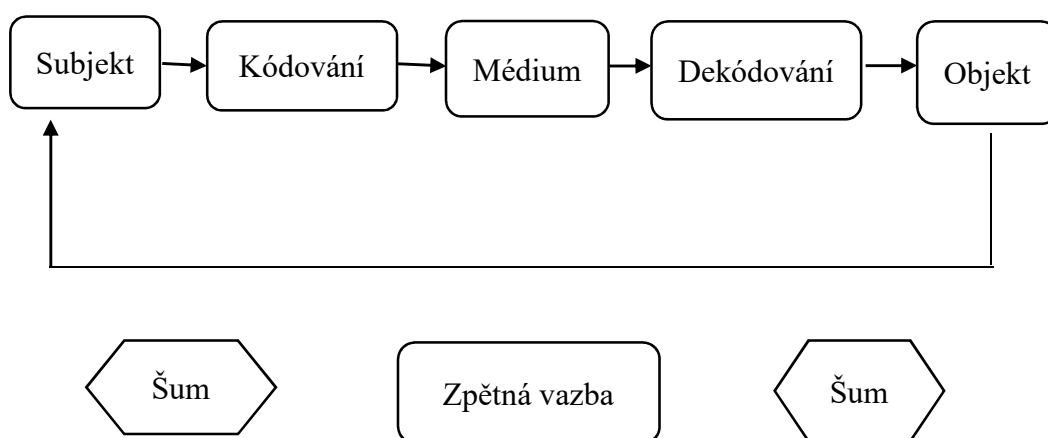 Subjekt
Kódování
Médium
Dekódování
Objekt
Šum
Zpětná vazba
Šum